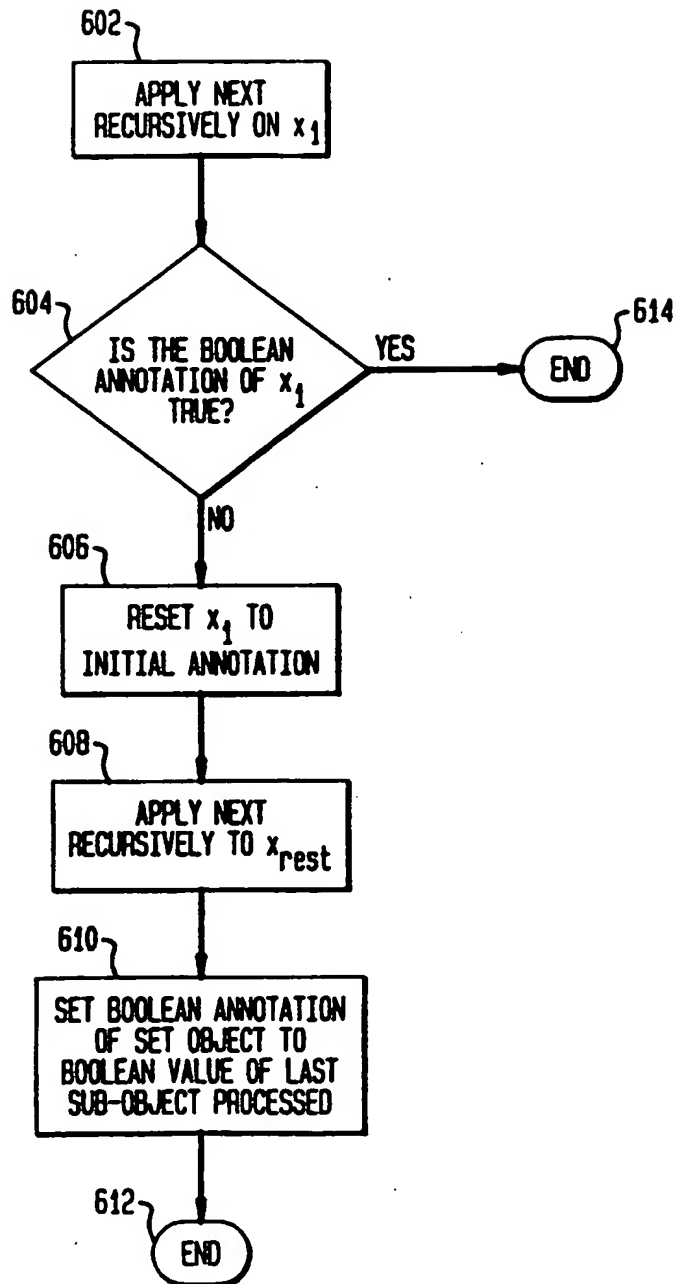 602
APPLY NEXT
RECURSIVELY ON x1
604
IS THE BOOLEAN
ANNOTATION OF x1
TRUE?
YES
614
END
NO
606
RESET x1 TO
INITIAL ANNOTATION
608
APPLY NEXT
RECURSIVELY TO xrest
610
SET BOOLEAN ANNOTATION
OF SET OBJECT TO
BOOLEAN VALUE OF LAST
SUB-OBJECT PROCESSED
612
END